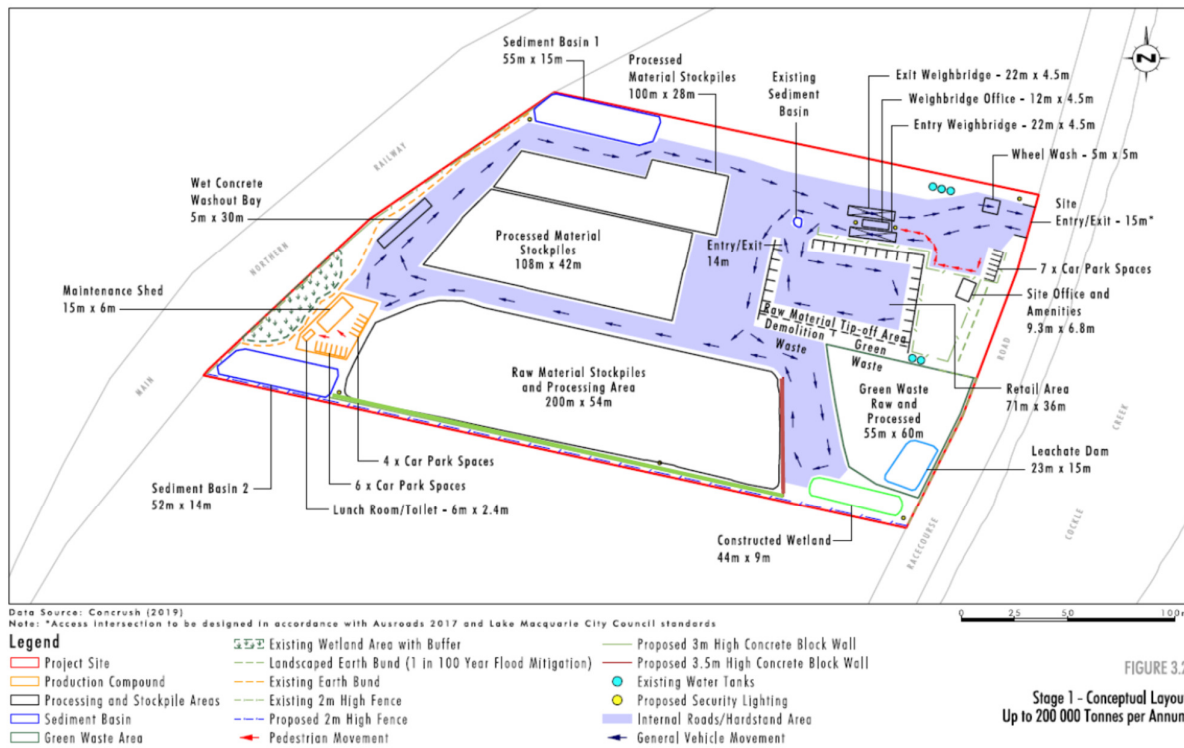 Sediment Basin 1
55m x 15m
Processed
Material Stockpiles
100m x 28m
Existing
Sediment
Basin
Exit Weighbridge - 22m x 4.5m
Weighbridge Office - 12m x 4.5m
Entry Weighbridge - 22m x 4.5m
Wheel Wash - 5m x 5m
Z
Site
Entry/Exit - 15m*
RAILWAY
Wet Concrete
Washout Bay
5m x 30m
NORTHERN
Processed Material
Stockpiles
108m x 42m
Entry/Exit
14m
7 x Car Park Spaces
Maintenance Shed
15m x 6m
Site Office and
Amenities
9.3m x 6.8m
Raw Material Tip-off Area
Demolition
Waste
Green
Waste
ROAD
MAIN
Raw Material Stockpiles
and Processing Area
200m x 54m
Green Waste
Raw and
Processed
55m x 60m
Retail Area
71m x 36m
CREEK
Leachate Dam
23m x 15m
4 x Car Park Spaces
6 x Car Park Spaces
Sediment Basin 2
52m x 14m
Lunch Room/Toilet - 6m x 2.4m
Constructed Wetland
44m x 9m
RACECOURSE
COCKLE
Data Source: Concrush (2019)
Note: *Access intersection to be designed in accordance with Ausroads 2017 and Lake Macquarie City Council standards
0 25 50 100m
Legend
Project Site
Production Compound
Processing and Stockpile Areas
Sediment Basin
Green Waste Area
Existing Wetland Area with Buffer
Landscaped Earth Bund (1 in 100 Year Flood Mitigation)
Existing Earth Bund
Existing 2m High Fence
Proposed 2m High Fence
Pedestrian Movement
Proposed 3m High Concrete Block Wall
Proposed 3.5m High Concrete Block Wall
Existing Water Tanks
Proposed Security Lighting
Internal Roads/Hardstand Area
General Vehicle Movement
FIGURE 3.2
Stage 1 - Conceptual Layou
Up to 200 000 Tonnes per Annum